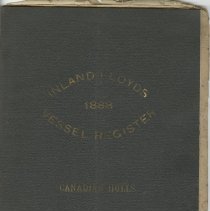 INLAND LLOYDS
1888
VESSEL REGISTER
CANADIAN HULLS.